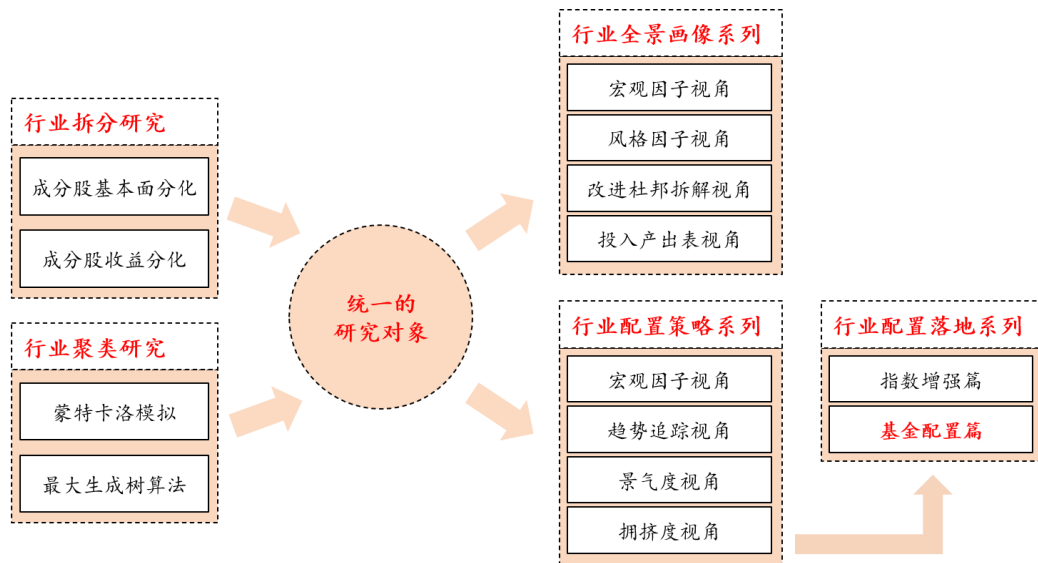 行业拆分研究
成分股基本面分化
成分股收益分化
行业聚类研究
蒙特卡洛模拟
最大生成树算法
统一的
研究对象
行业全景画像系列
宏观因子视角
风格因子视角
改进杜邦拆解视角
投入产出表视角
行业配置策略系列
宏观因子视角
趋势追踪视角
景气度视角
拥挤度视角
行业配置落地系列
指数增强篇
基金配置篇